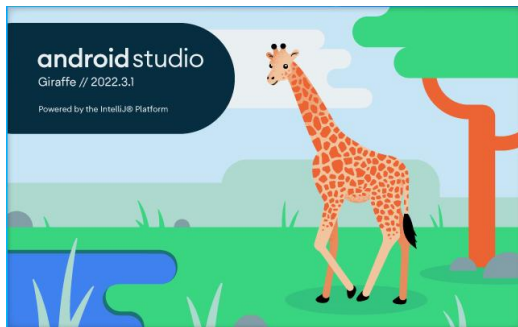 android studio
Giraffe // 2022.3.1
Powered by the IntelliJ® Platform